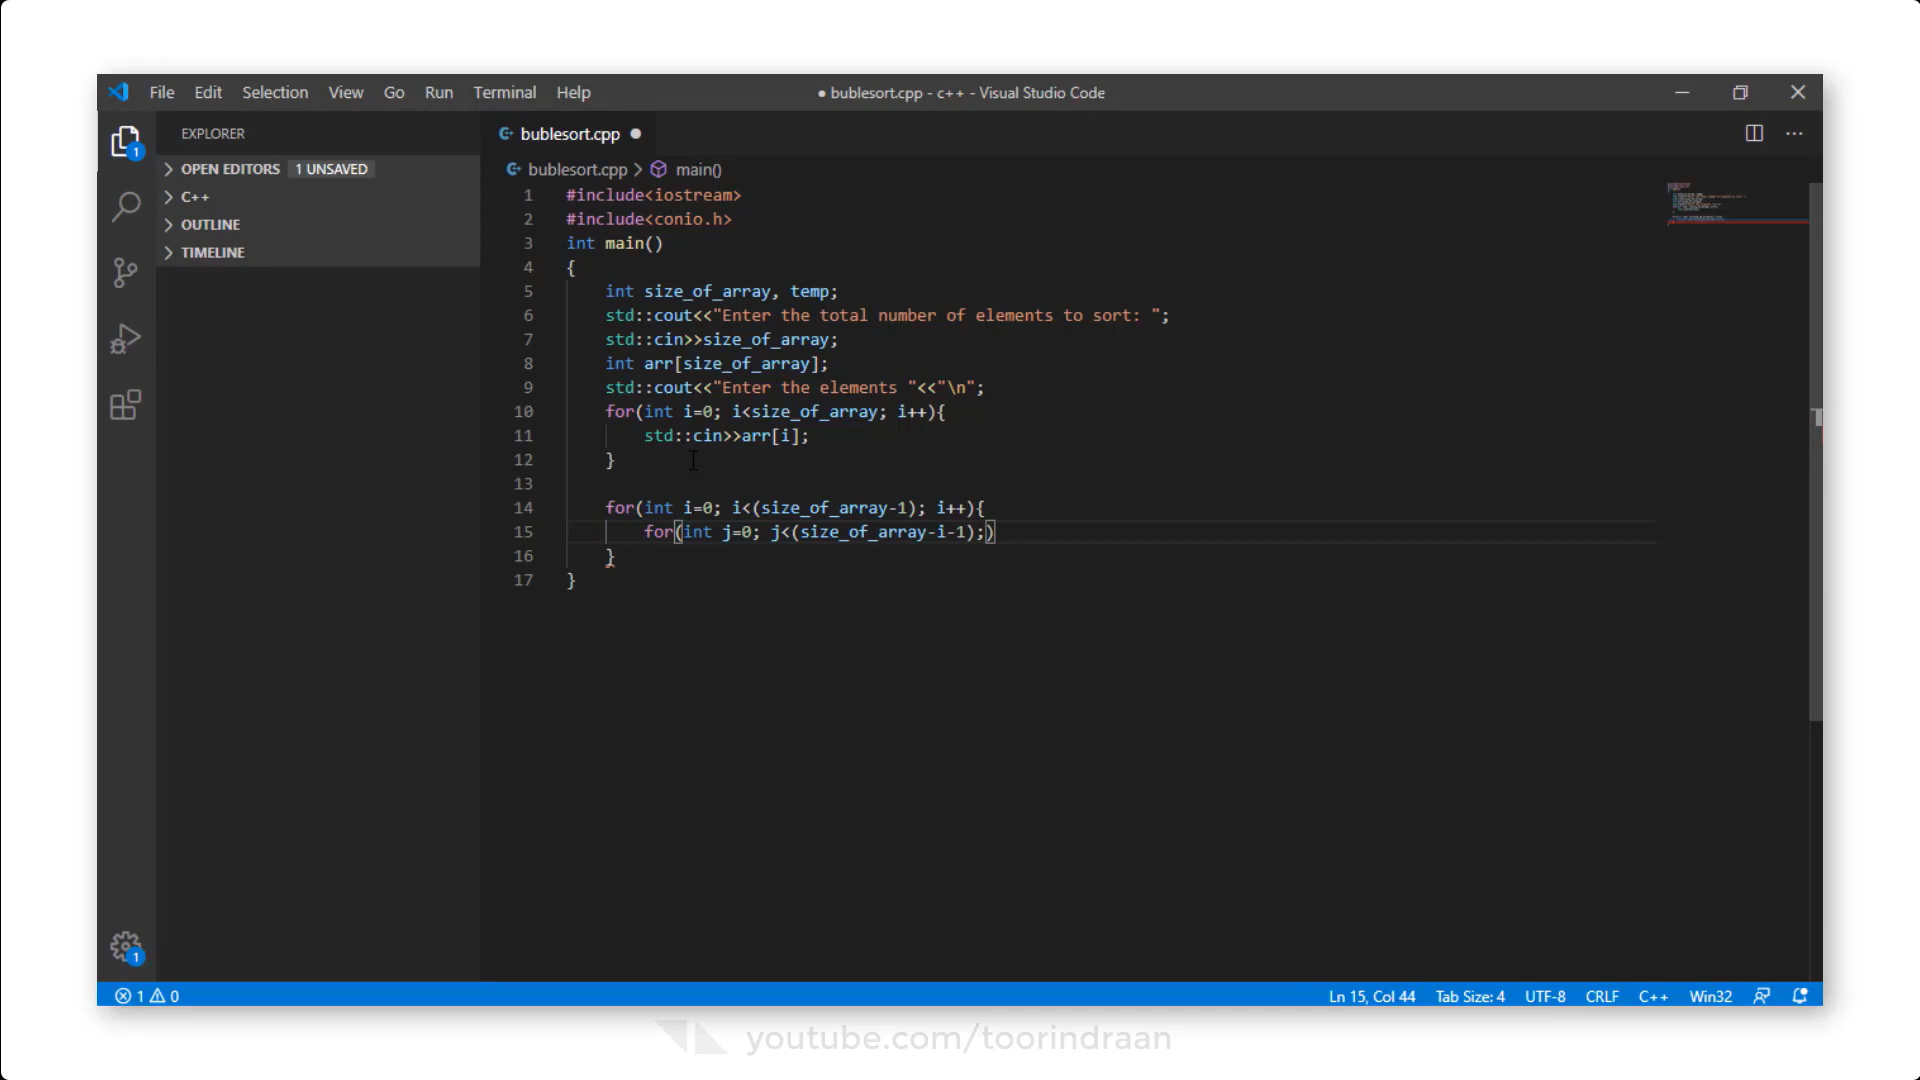 File Edit Selection View Go Run Terminal Help
● bublesort.cpp - c++ - Visual Studio Code
EXPLORER
OPEN EDITORS 1 UNSAVED
C++
OUTLINE
TIMELINE
1
1
bublesort.cpp
bublesort.cpp > main()
1 #include<iostream>
2 #include<conio.h>
3 int main()
4 {
5 int size_of_array, temp;
6 std::cout<<"Enter the total number of elements to sort: ";
7 std::cin>>size_of_array;
8 int arr[size_of_array];
9 std::cout<<"Enter the elements "<<"\n";
10 for(int i=0; i<size_of_array; i++){
11 std::cin>>arr[i];
12 }
13
14 for(int i=0; i<(size_of_array-1); i++){
15 for(int j=0; j<(size_of_array-i-1);)
16 }
17 }
1 0
Ln 15, Col 44 Tab Size: 4 UTF-8 CRLF C++ Win32
youtube.com/toorindraan